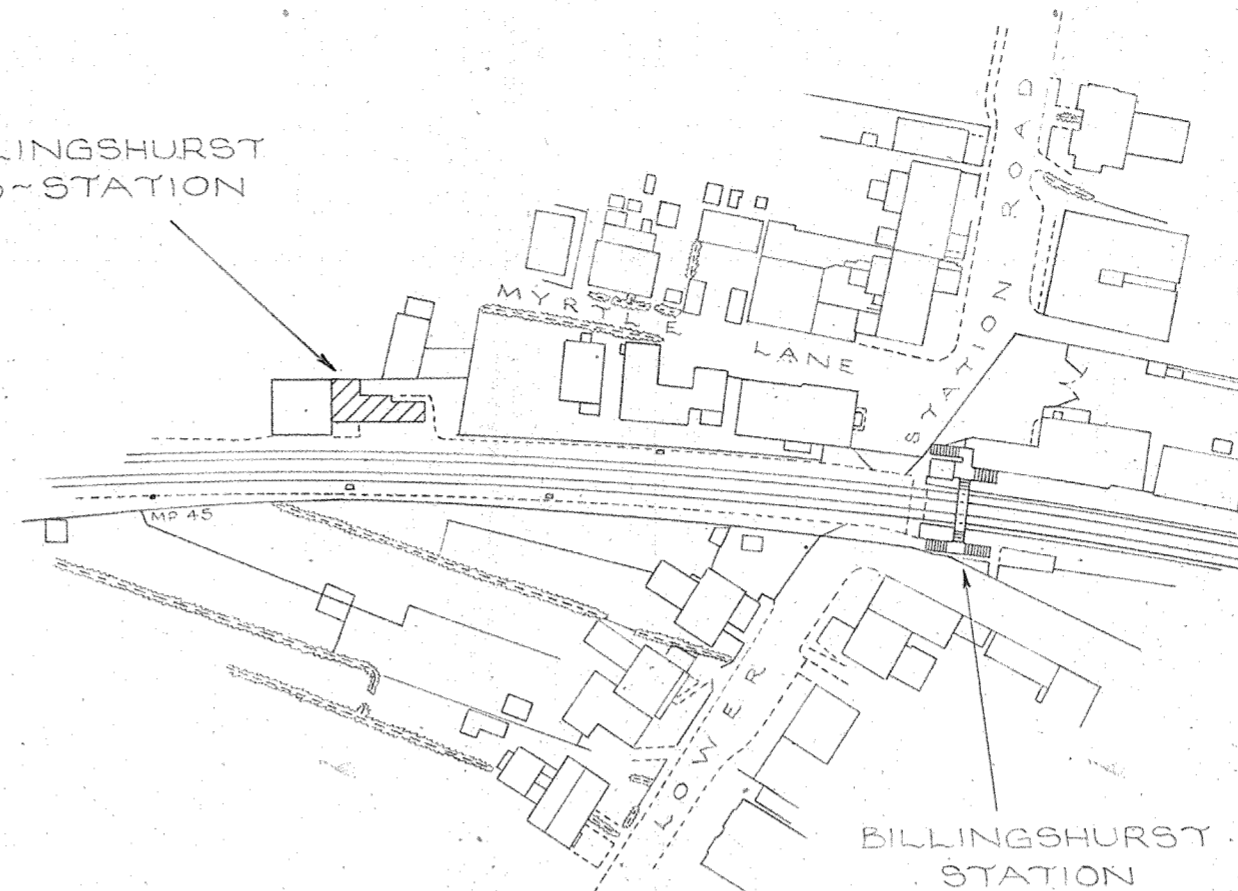 LINGSHURST
~STATION
MYRTLE
LANE
STATION ROAD
MP 45
LOWER
BILLINGSHURST
STATION